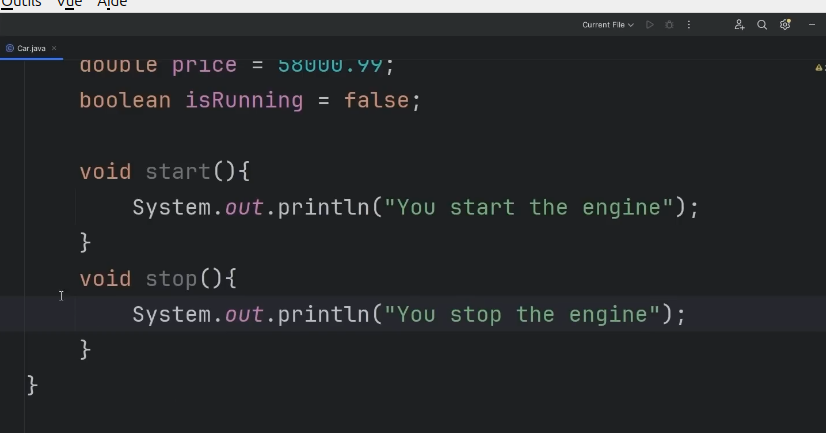 Outils Vue Aide
Current File
Car.java
double price = 58000.99;
boolean isRunning = false;
void start(){
System.out.println("You start the engine");
}
void stop(){
System.out.println("You stop the engine");
}
}